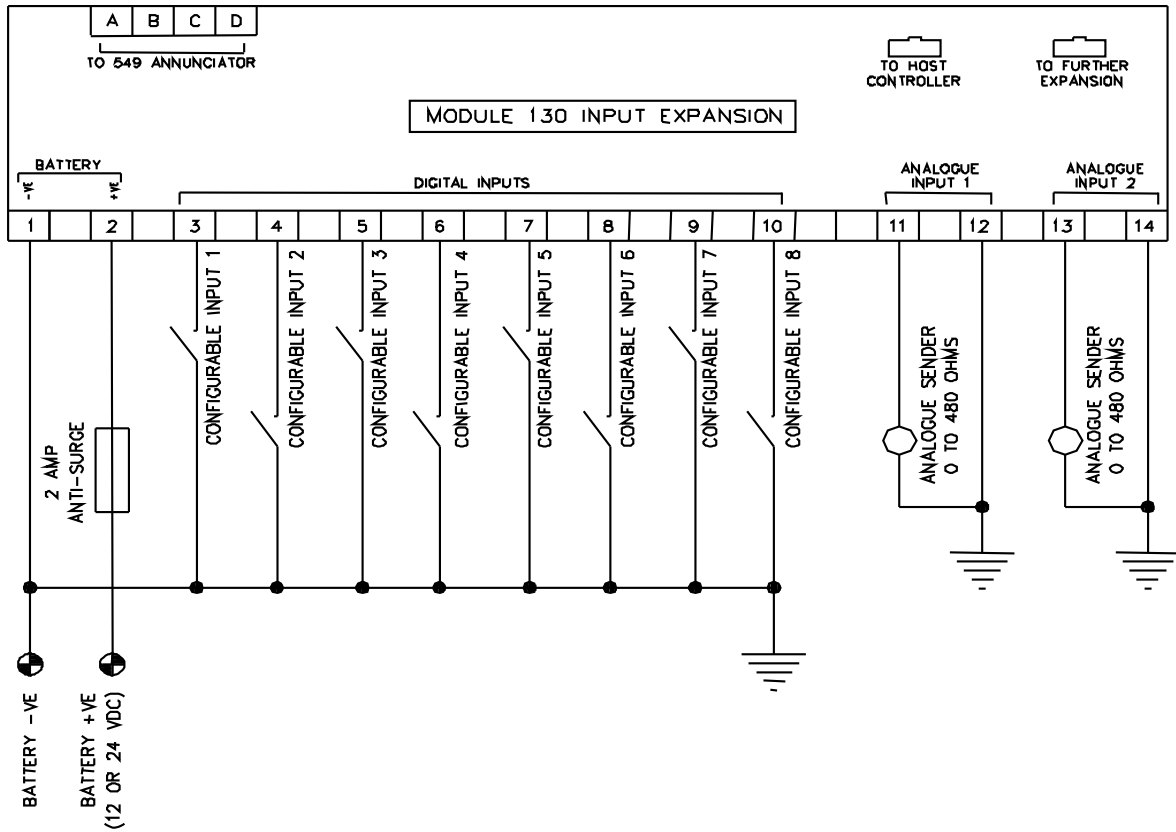 A B C D
TO 549 ANNUNCIATOR
TO HOST
CONTROLLER
TO FURTHER
EXPANSION
MODULE 130 INPUT EXPANSION
BATTERY
-VE
+VE
DIGITAL INPUTS
ANALOGUE
INPUT 1
ANALOGUE
INPUT 2
1 2 3 4 5 6 7 8 9 10 11 12 13 14
CONFIGURABLE INPUT 1
CONFIGURABLE INPUT 2
CONFIGURABLE INPUT 3
CONFIGURABLE INPUT 4
CONFIGURABLE INPUT 5
CONFIGURABLE INPUT 6
CONFIGURABLE INPUT 7
CONFIGURABLE INPUT 8
ANALOGUE SENDER
0 TO 480 OHMS
ANALOGUE SENDER
0 TO 480 OHMS
2 AMP
ANTI-SURGE
BATTERY -VE
BATTERY +VE
(12 OR 24 VDC)